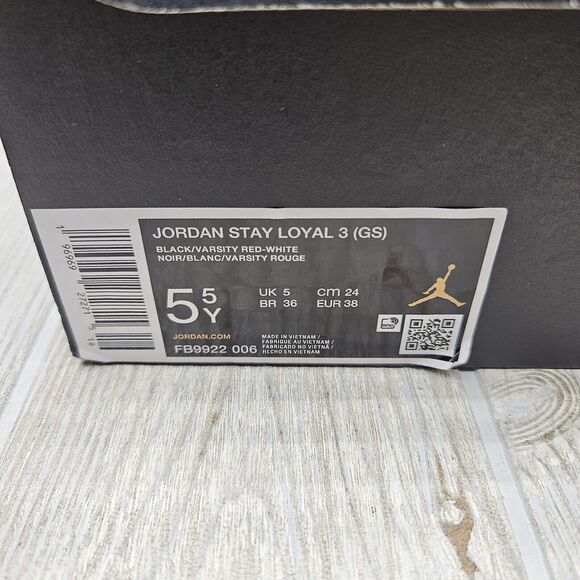 JORDAN STAY LOYAL 3 (GS)
BLACK/VARSITY RED-WHITE
NOIR/BLANC/VARSITY ROUGE
5.5Y
UK 5 CM 24
BR 36 EUR 38
JORDAN.COM
FB9922 006
MADE IN VIETNAM /
FABRIQUÉ AU VIETNAM /
FABRICADO NO VIETNÃ /
HECHO EN VIETNAM